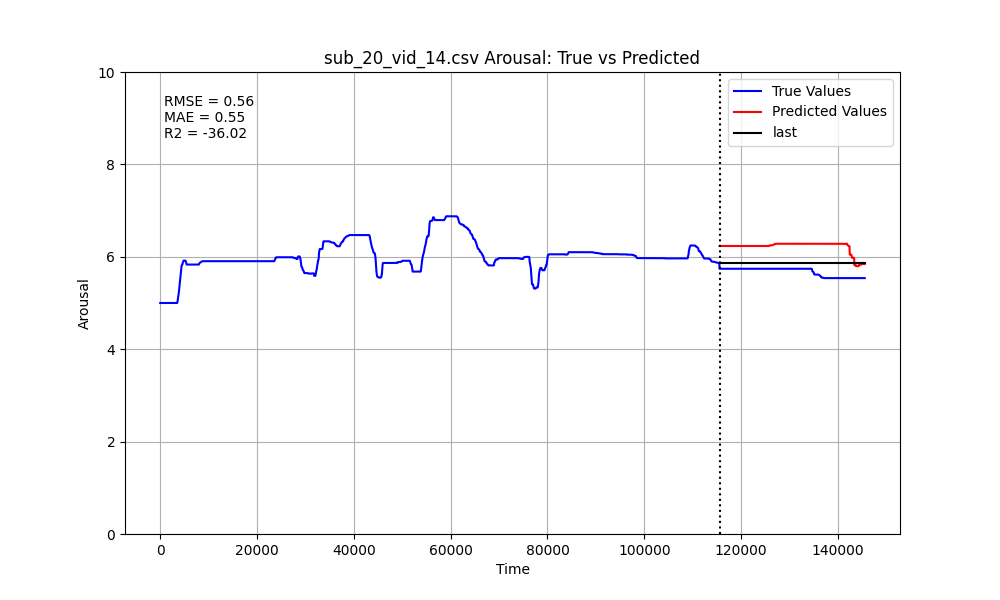 sub_20_vid_14.csv Arousal: True vs Predicted
RMSE = 0.56
MAE = 0.55
R2 = -36.02
True Values
Predicted Values
last
10
8
6
4
2
0
Arousal
0
20000
40000
60000
80000
100000
120000
140000
Time